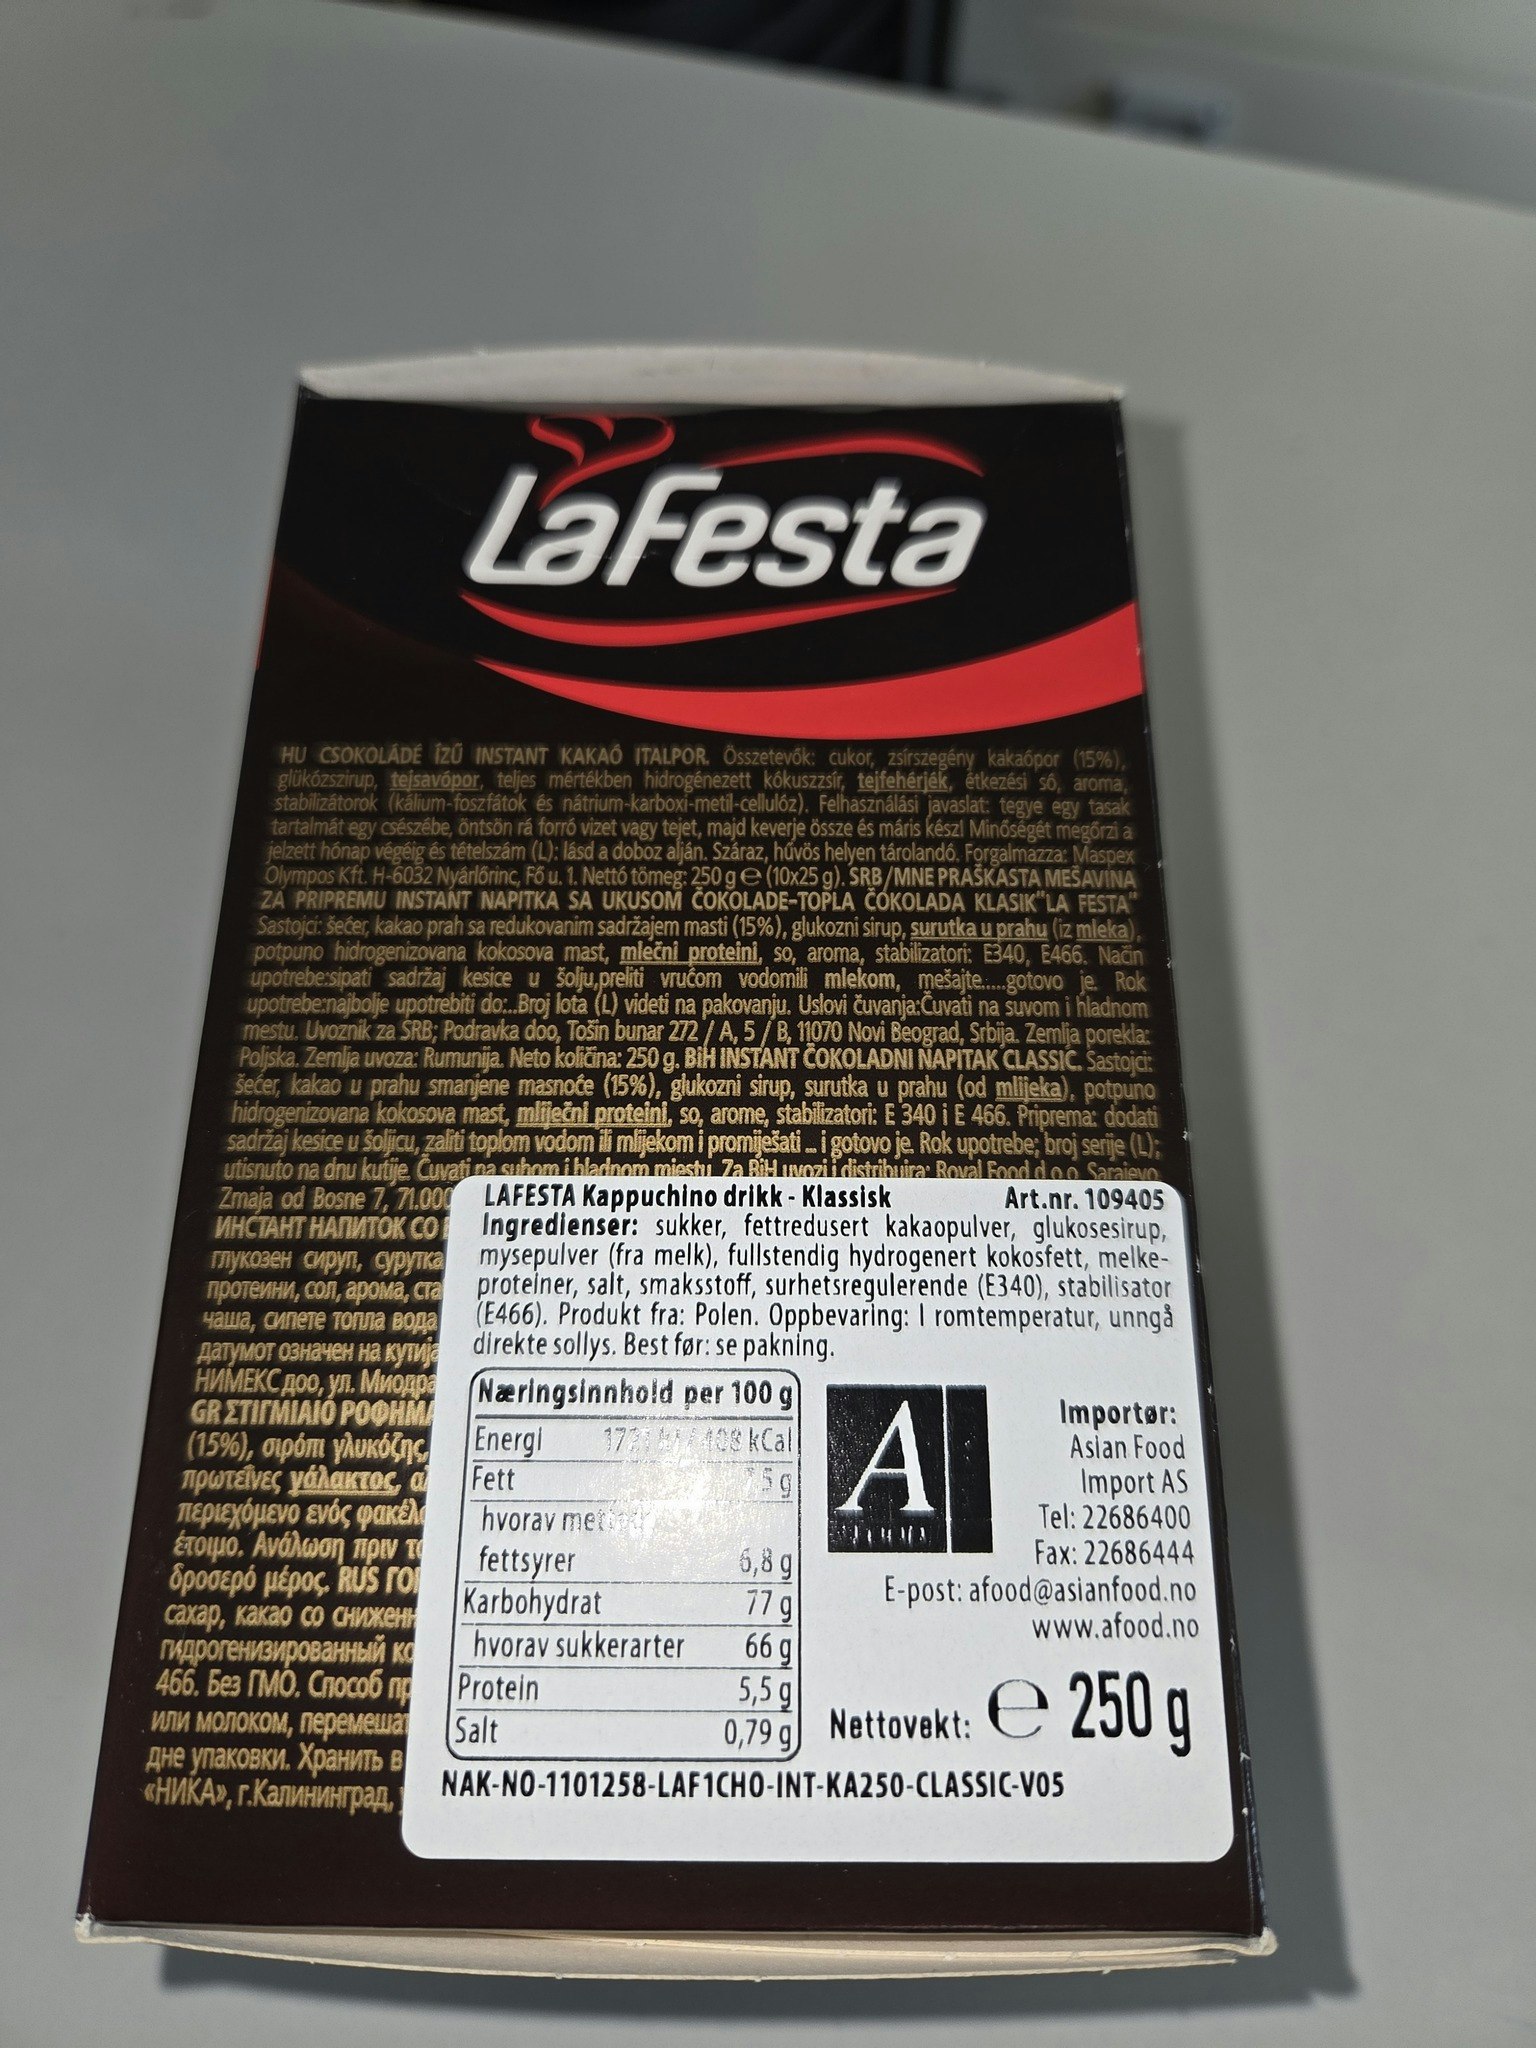 LaFesta
HU CSOKOLÁDÉ ÍZŰ INSTANT KAKAÓ ITALPOR. Összetevők: cukor, zsírszegény kakaópor (15%),
glükózszirup, tejsavópor, teljes mértékben hidrogénezett kókuszzsír, tejfehérjék, étkezési só, aroma,
stabilizátorok (kálium-foszfátok és nátrium-karboxi-metil-cellulóz). Felhasználási javaslat: tegye egy tasak
tartalmát egy csészébe, öntsön rá forró vizet vagy tejet, majd keverje össze és máris kész! Minőségét megőrzi a
jelzett hónap végéig és tételszám (L): lásd a doboz alján. Száraz, hűvös helyen tárolandó. Forgalmazza: Maspex
Olympos Kft. H-6032 Nyárlőrinc, Fő u. 1. Nettó tömeg: 250 g e (10x25 g). SRB/MNE PRAŠKASTA MEŠAVINA
ZA PRIPREMU INSTANT NAPITKA SA UKUSOM ČOKOLADE-TOPLA ČOKOLADA KLASIK"LA FESTA"
Sastojci: šećer, kakao prah sa redukovanim sadržajem masti (15%), glukozni sirup, surutka u prahu (iz mleka),
potpuno hidrogenizovana kokosova mast, mlečni proteini, so, aroma, stabilizatori: E340, E466. Način
upotrebe:sipati sadržaj kesice u šolju,preliti vrućom vodomili mlekom, mešajte.....gotovo je. Rok
upotrebe:najbolje upotrebiti do:..Broj lota (L) videti na pakovanju. Uslovi čuvanja:Čuvati na suvom i hladnom
mestu. Uvoznik za SRB; Podravka doo, Tošin bunar 272 / A, 5 / B, 11070 Novi Beograd, Srbija. Zemlja porekla:
Poljska. Zemlja uvoza: Rumunija. Neto količina: 250 g. BiH INSTANT ČOKOLADNI NAPITAK CLASSIC. Sastojci:
šećer, kakao u prahu smanjene masnoće (15%), glukozni sirup, surutka u prahu (od mlijeka), potpuno
hidrogenizovana kokosova mast, mliječni proteini, so, arome, stabilizatori: E 340 i E 466. Priprema: dodati
sadržaj kesice u šoljicu, zaliti toplom vodom ili mlijekom i promiješati ... i gotovo je. Rok upotrebe; broj serije (L);
utisnuto na dnu kutije. Čuvati na suhom i hladnom mjestu. Za BiH uvozi i distribuira: Royal Food d.o.o. Sarajevo
Zmaja od Bosne 7, 71.000
ИНСТАНТ НАПИТОК СО
глукозен сируп, сурутка
протеини, сол, арома, ста
чаша, сипете топла вода
датумот означен на кутија
НИМЕКС доо, ул. Миодра
GR ΣΤΙΓΜΙΑΙΟ ΡΟΦΗΜΑ
(15%), σιρόπι γλυκόζης,
πρωτεΐνες γάλακτος, α
περιεχόμενο ενός φακέλ
έτοιμο. Ανάλωση πριν τ
δροσερό μέρος. RUS ГО
сахар, какао со сниженн
гидрогенизированный ко
466. Без ГМО. Способ пр
или молоком, перемешат
дне упаковки. Хранить в
«НИКА», г.Калининград,
LAFESTA Kappuchino drikk - Klassisk Art.nr. 109405
Ingredienser: sukker, fettredusert kakaopulver, glukosesirup,
mysepulver (fra melk), fullstendig hydrogenert kokosfett, melke-
proteiner, salt, smaksstoff, surhetsregulerende (E340), stabilisator
(E466). Produkt fra: Polen. Oppbevaring: I romtemperatur, unngå
direkte sollys. Best før: se pakning.
Næringsinnhold per 100 g
Energi kCal
Fett
hvorav
fettsyrer 6,8 g
Karbohydrat 77 g
hvorav sukkerarter 66 g
Protein 5,5 g
Salt 0,79 g
A
Importør:
Asian Food
Import AS
Tel: 22686400
Fax: 22686444
E-post: afood@asianfood.no
www.afood.no
Nettovekt: e 250 g
NAK-NO-1101258-LAF1CHO-INT-KA250-CLASSIC-V05